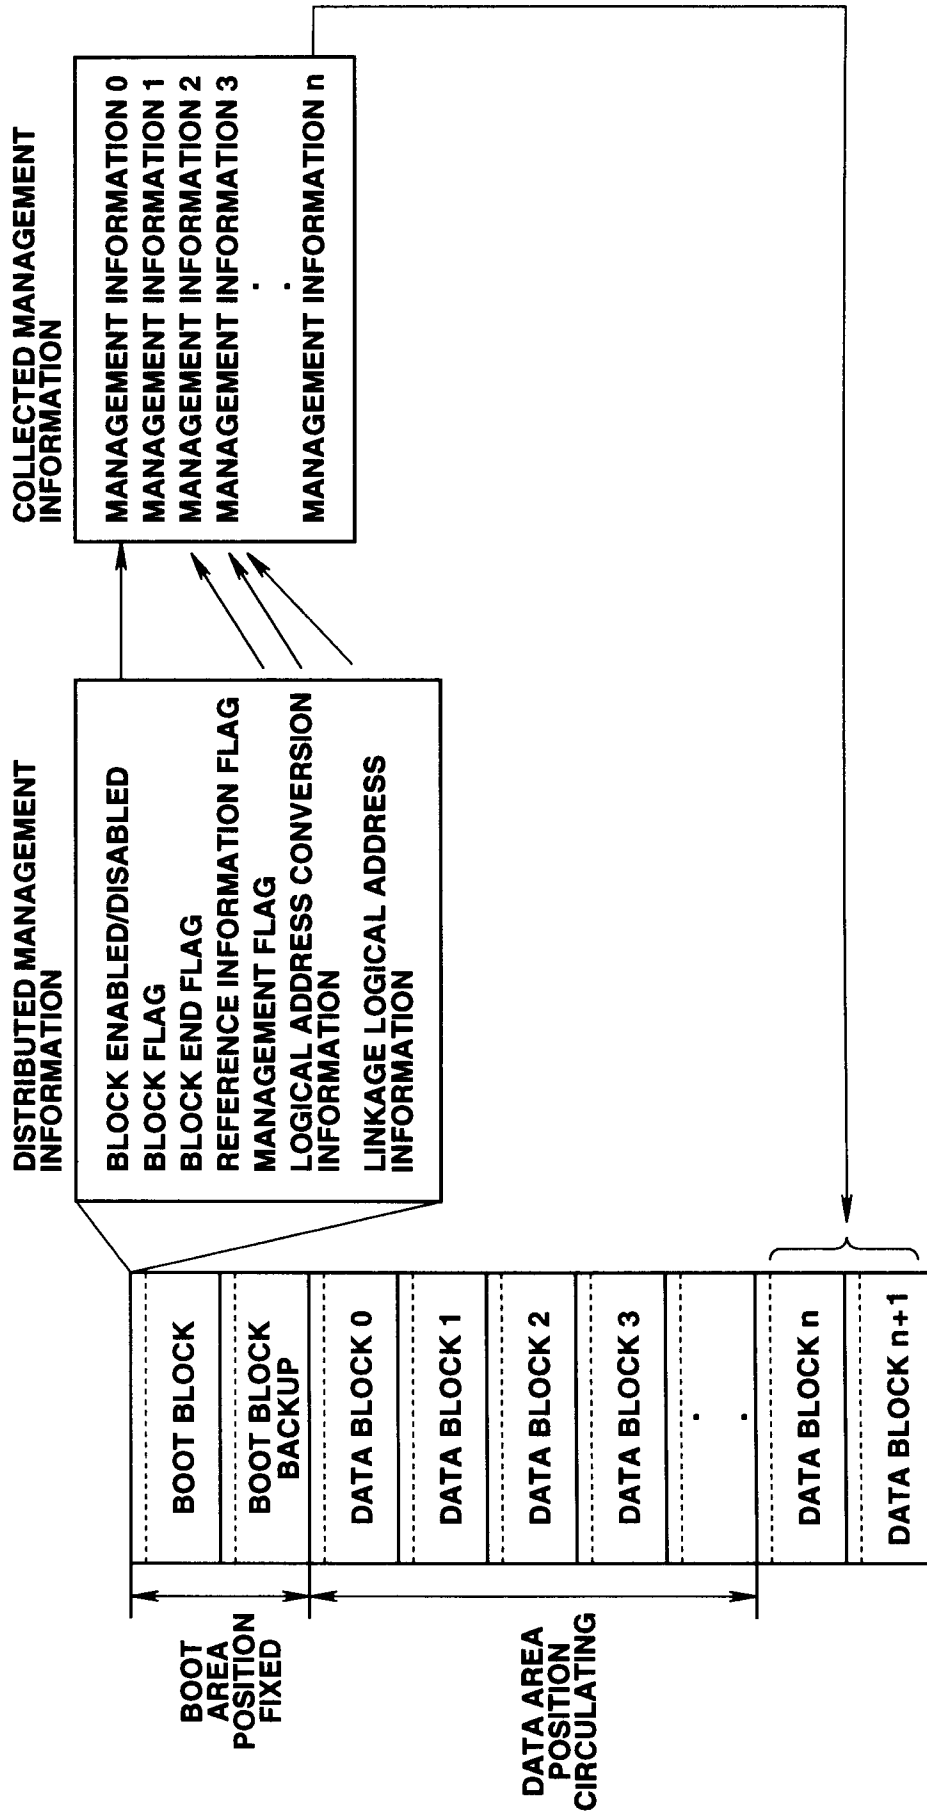 DISTRIBUTED MANAGEMENT
INFORMATION
COLLECTED MANAGEMENT
INFORMATION
BOOT
AREA
POSITION
FIXED
DATA AREA
POSITION
CIRCULATING
BOOT BLOCK
BOOT BLOCK
BACKUP
DATA BLOCK 0
DATA BLOCK 1
DATA BLOCK 2
DATA BLOCK 3
. .
DATA BLOCK n
DATA BLOCK n+1
BLOCK ENABLED/DISABLED
BLOCK FLAG
BLOCK END FLAG
REFERENCE INFORMATION FLAG
MANAGEMENT FLAG
LOGICAL ADDRESS CONVERSION
INFORMATION
LINKAGE LOGICAL ADDRESS
INFORMATION
MANAGEMENT INFORMATION 0
MANAGEMENT INFORMATION 1
MANAGEMENT INFORMATION 2
MANAGEMENT INFORMATION 3
. .
MANAGEMENT INFORMATION n